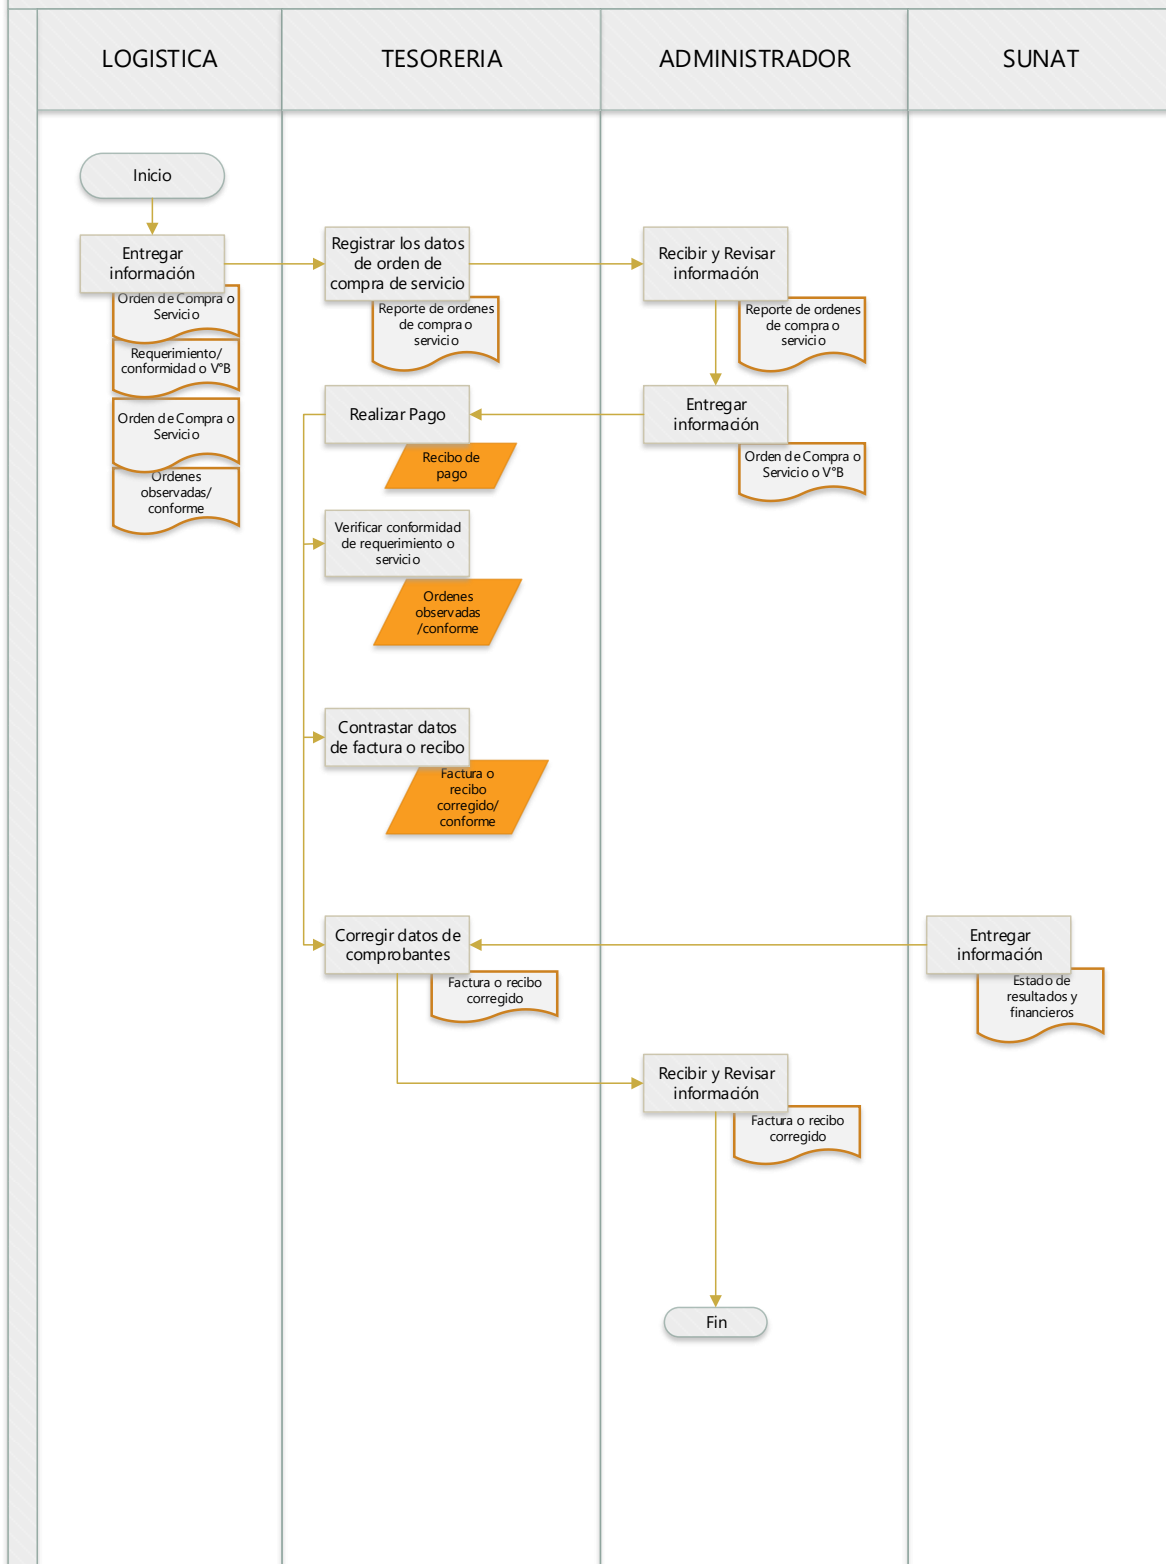 LOGISTICA
TESORERIA
ADMINISTRADOR
SUNAT
Inicio
Entregar
información
Orden de Compra o
Servicio
Requerimiento/
conformidad o V°B
Orden de Compra o
Servicio
Ordenes
observadas/
conforme
Registrar los datos
de orden de
compra de servicio
Reporte de ordenes
de compra o
servicio
Recibir y Revisar
información
Reporte de ordenes
de compra o
servicio
Realizar Pago
Recibo de
pago
Entregar
información
Orden de Compra o
Servicio o V°B
Verificar conformidad
de requerimiento o
servicio
Ordenes
observadas
/conforme
Contrastar datos
de factura o recibo
Factura o
recibo
corregido/
conforme
Corregir datos de
comprobantes
Factura o recibo
corregido
Entregar
información
Estado de
resultados y
financieros
Recibir y Revisar
información
Factura o recibo
corregido
Fin